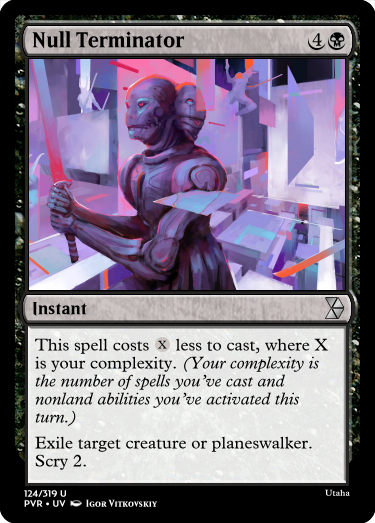 Null Terminator 4
Instant
This spell costs X less to cast, where X
is your complexity. (Your complexity is
the number of spells you've cast and
nonland abilities you've activated this
turn.)
Exile target creature or planeswalker.
Scry 2.
124/319 U
Utaha
PVR • UV Igor Vitkovskiy